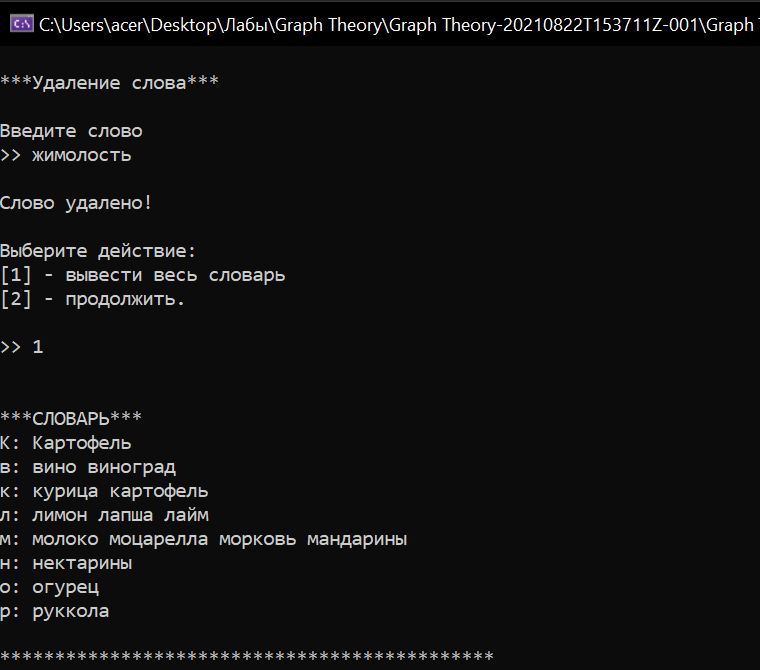 C:\Users\acer\Desktop\Лабы\Graph Theory\Graph Theory-20210822T153711Z-001\Graph
***Удаление слова***
Введите слово
>> жимолость
Слово удалено!
Выберите действие:
[1] - вывести весь словарь
[2] - продолжить.
>> 1
***СЛОВАРЬ***
К: Картофель
в: вино виноград
к: курица картофель
л: лимон лапша лайм
м: молоко моцарелла морковь мандарины
н: нектарины
о: огурец
р: руккола
*********************************************